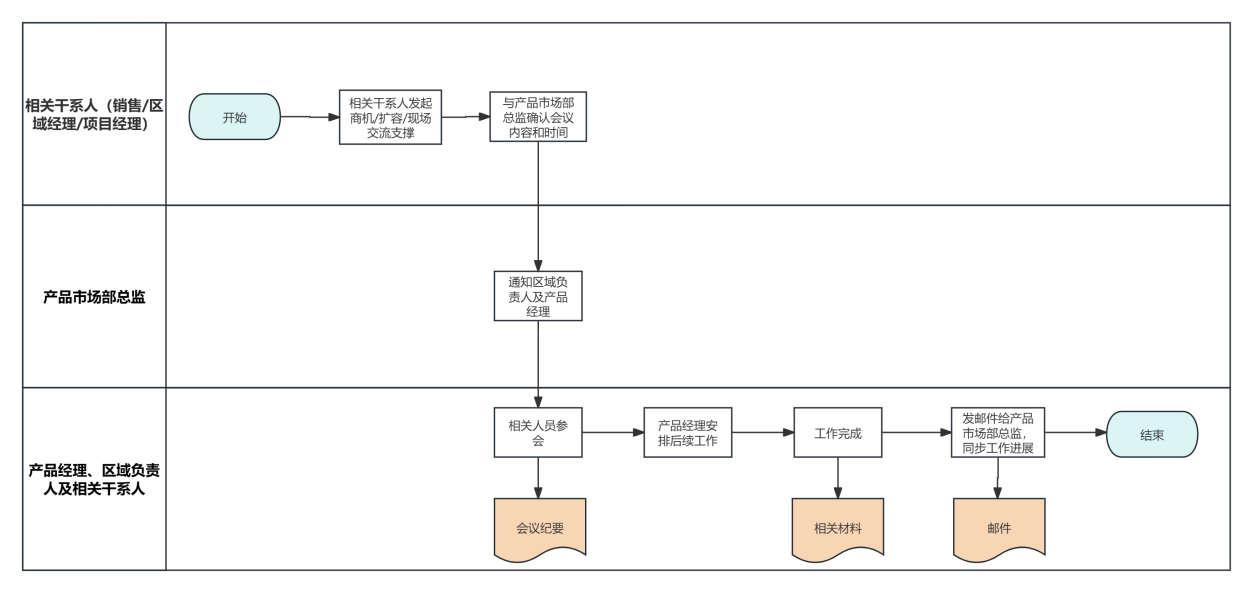 相关干系人（销售/区
域经理/项目经理）
开始
相关干系人发起
商机/扩容/现场
交流支撑
与产品市场部
总监确认会议
内容和时间
产品市场部总监
通知区域负
责人及产品
经理
产品经理、区域负责
人及相关干系人
相关人员参
会
产品经理安
排后续工作
工作完成
发邮件给产品
市场部总监，
同步工作进展
结束
会议纪要
相关材料
邮件